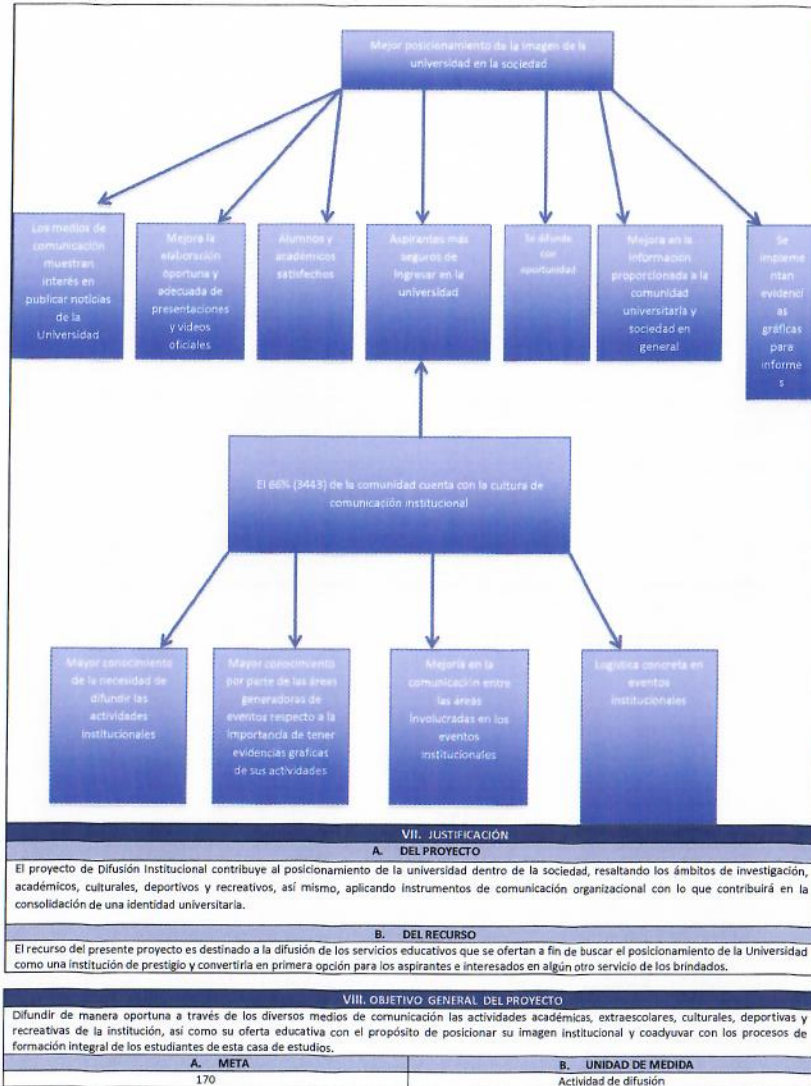 Mejor posicionamiento de la imagen de la
universidad en la sociedad
Los medios de
comunicación
muestran
interés en
publicar noticias
de la
Universidad
Mejora la
elaboración
oportuna y
adecuada de
presentaciones
y videos
oficiales
Alumnos y
académicos
satisfechos
Aspirantes más
seguros de
ingresar en la
universidad
Se difunde
con
oportunidad
Mejora en la
información
proporcionada a la
comunidad
universitaria y
sociedad en
general
Se
impleme
ntan
evidenci
as
gráficas
para
informe
s
El 66% (3443) de la comunidad cuenta con la cultura de
comunicación institucional
Mayor conocimiento
de la necesidad de
difundir las
actividades
institucionales
Mayor conocimiento
por parte de las áreas
generadoras de
eventos respecto a la
importancia de tener
evidencias graficas
de sus actividades
Mejoría en la
comunicación entre
las areas
involucradas en los
eventos
institucionales
Logística concreta en
eventos
institucionales
VII. JUSTIFICACIÓN
A. DEL PROYECTO
El proyecto de Difusión Institucional contribuye al posicionamiento de la universidad dentro de la sociedad, resaltando los ámbitos de investigación,
académicos, culturales, deportivos y recreativos, así mismo, aplicando instrumentos de comunicación organizacional con lo que contribuirá en la
consolidación de una identidad universitaria.
B. DEL RECURSO
El recurso del presente proyecto es destinado a la difusión de los servicios educativos que se ofertan a fin de buscar el posicionamiento de la Universidad
como una institución de prestigio y convertirla en primera opción para los aspirantes e interesados en algún otro servicio de los brindados.
VIII. OBJETIVO GENERAL DEL PROYECTO
Difundir de manera oportuna a través de los diversos medios de comunicación las actividades académicas, extraescolares, culturales, deportivas y
recreativas de la institución, así como su oferta educativa con el propósito de posicionar su imagen institucional y coadyuvar con los procesos de
formación integral de los estudiantes de esta casa de estudios.
A. META
B. UNIDAD DE MEDIDA
170
Actividad de difusión